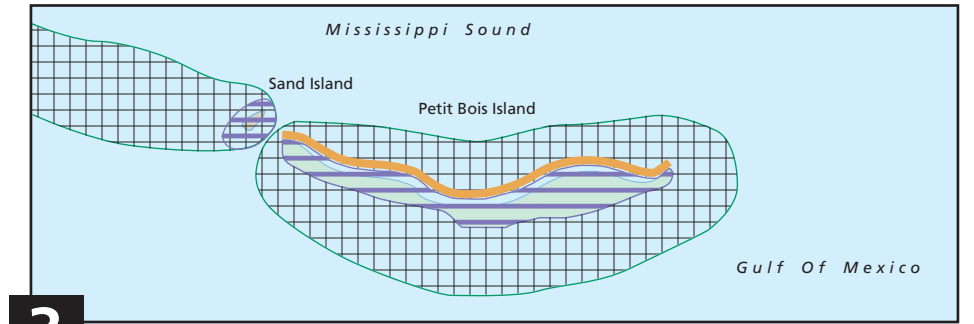 Mississippi Sound
Sand Island
Petit Bois Island
Gulf Of Mexico